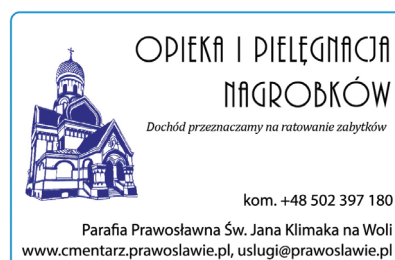 OPIEKA I PIELĘGNACJA
NAGROBKÓW
Dochód przeznaczamy na ratowanie zabytków
kom. +48 502 397 180
Parafia Prawosławna Św. Jana Klimaka na Woli
www.cmentarz.prawoslawie.pl, uslugi@prawoslawie.pl